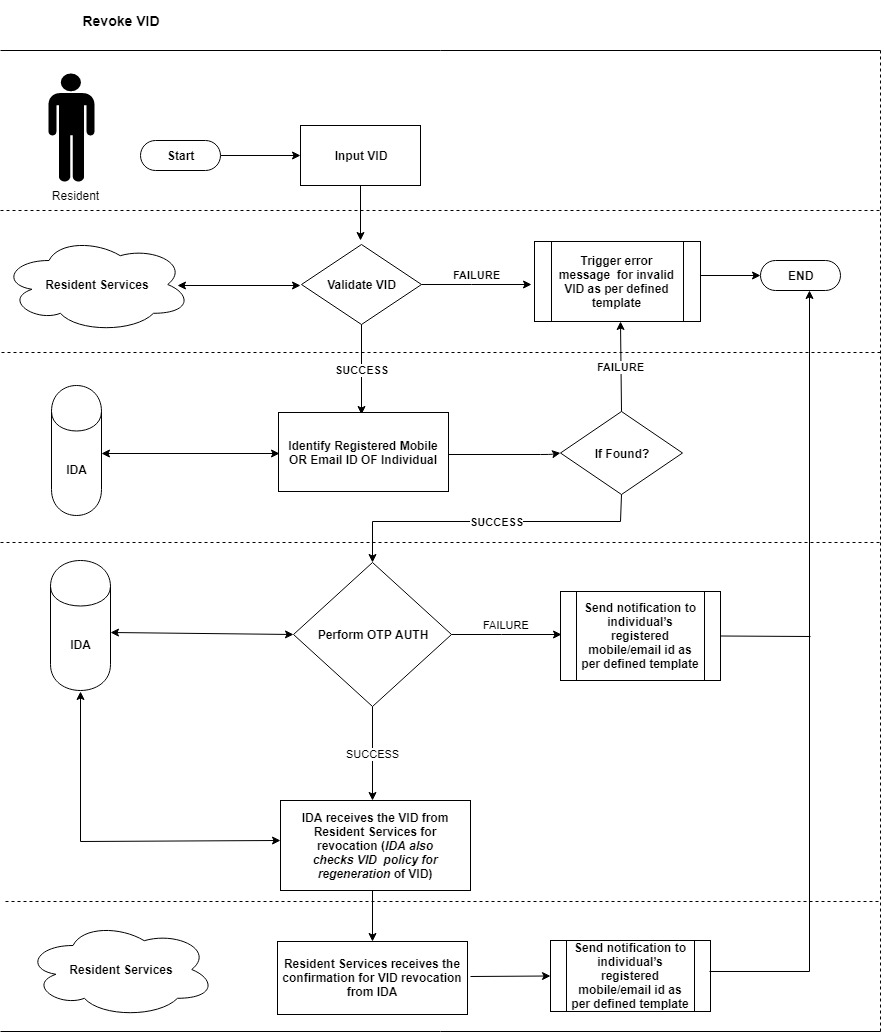 Revoke VID
Resident
Start
Input VID
Resident Services
Validate VID
FAILURE
Trigger error
message for invalid
VID as per defined
template
END
SUCCESS
FAILURE
IDA
Identify Registered Mobile
OR Email ID OF Individual
If Found?
SUCCESS
IDA
Perform OTP AUTH
FAILURE
Send notification to
individual's
registered
mobile/email id as
per defined template
SUCCESS
IDA receives the VID from
Resident Services for
revocation (IDA also
checks VID policy for
regeneration of VID)
Resident Services
Resident Services receives the
confirmation for VID revocation
from IDA
Send notification to
individual's
registered
mobile/email id as
per defined template